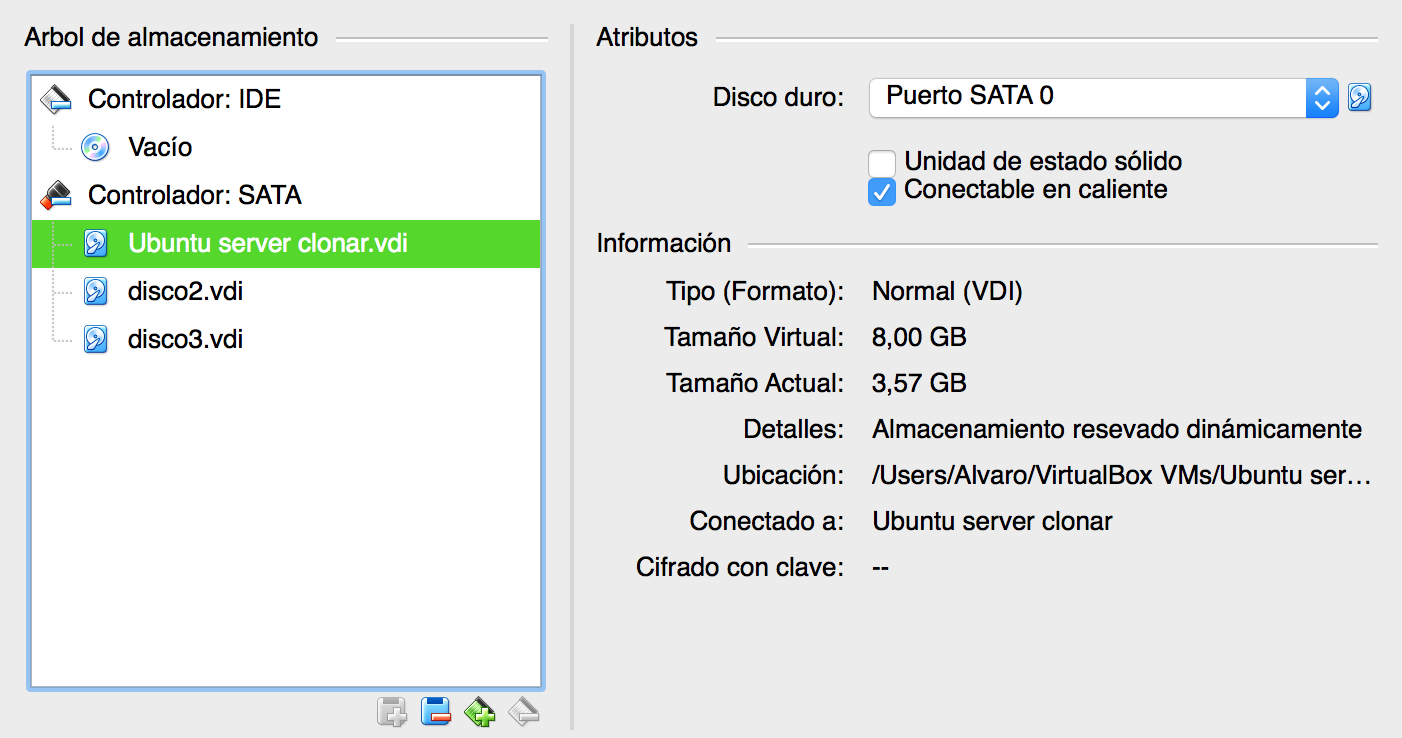 Arbol de almacenamiento
Controlador: IDE
Vacío
Controlador: SATA
Ubuntu server clonar.vdi
disco2.vdi
disco3.vdi
Atributos
Disco duro: Puerto SATA 0
Unidad de estado sólido
Conectable en caliente
Información
Tipo (Formato): Normal (VDI)
Tamaño Virtual: 8,00 GB
Tamaño Actual: 3,57 GB
Detalles: Almacenamiento resevado dinámicamente
Ubicación: /Users/Alvaro/VirtualBox VMs/Ubuntu ser…
Conectado a: Ubuntu server clonar
Cifrado con clave: --